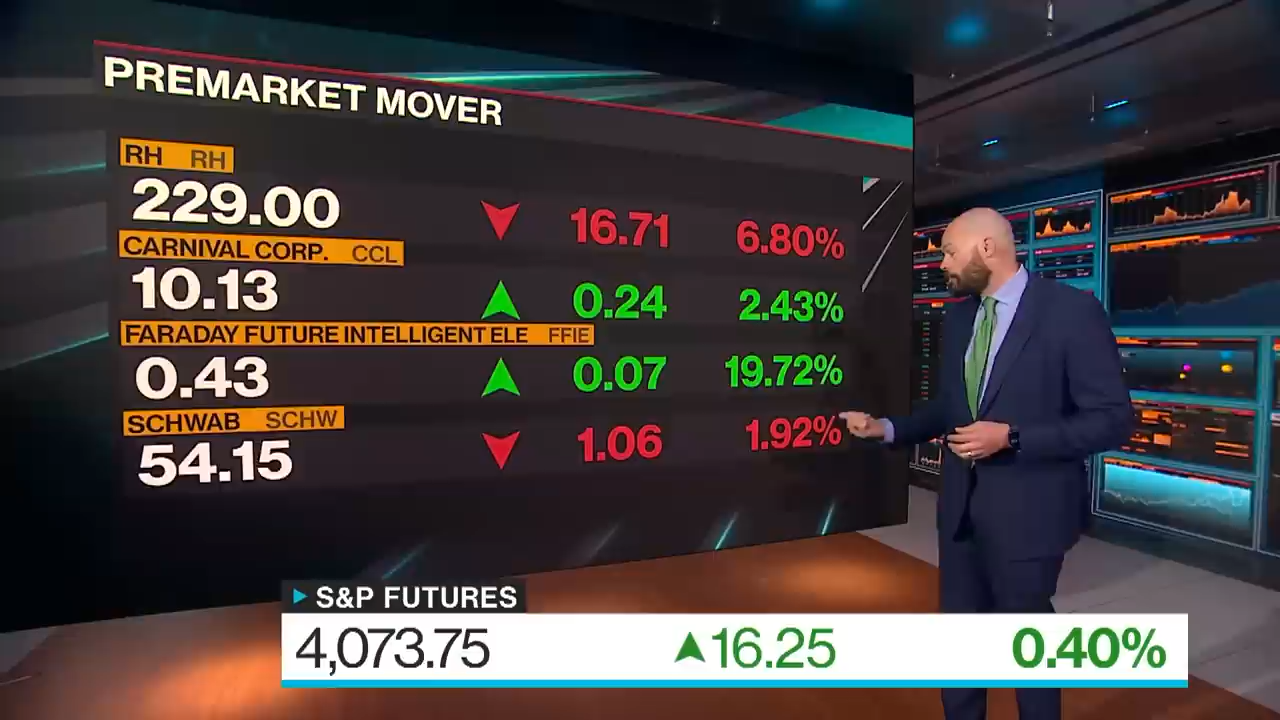 PREMARKET MOVER
RH RH
229.00 ▼ 16.71 6.80%
CARNIVAL CORP. CCL
10.13 ▲ 0.24 2.43%
FARADAY FUTURE INTELLIGENT ELE FFIE
0.43 ▲ 0.07 19.72%
SCHWAB SCHW
54.15 ▼ 1.06 1.92%
S&P FUTURES
4,073.75 ▲16.25 0.40%